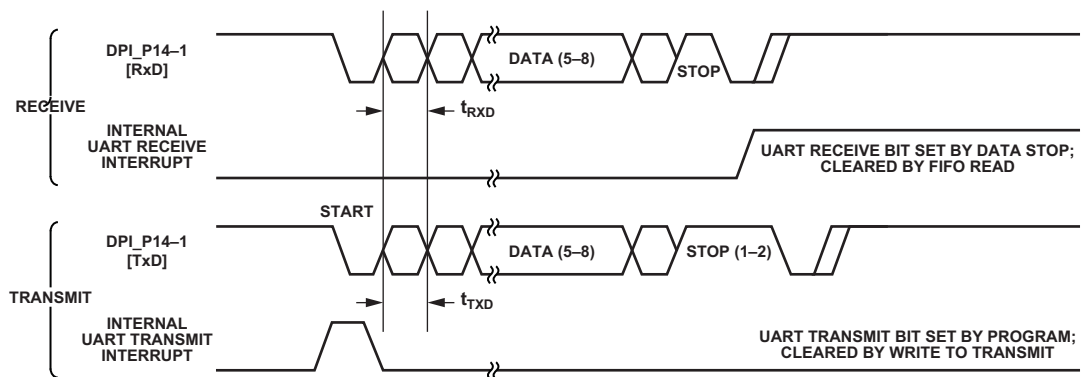 DPI_P14–1
[RxD]
DATA (5–8)
STOP
RECEIVE
tRXD
INTERNAL
UART RECEIVE
INTERRUPT
UART RECEIVE BIT SET BY DATA STOP;
CLEARED BY FIFO READ
START
DPI_P14–1
[TxD]
DATA (5–8)
STOP (1–2)
TRANSMIT
tTXD
INTERNAL
UART TRANSMIT
INTERRUPT
UART TRANSMIT BIT SET BY PROGRAM;
CLEARED BY WRITE TO TRANSMIT